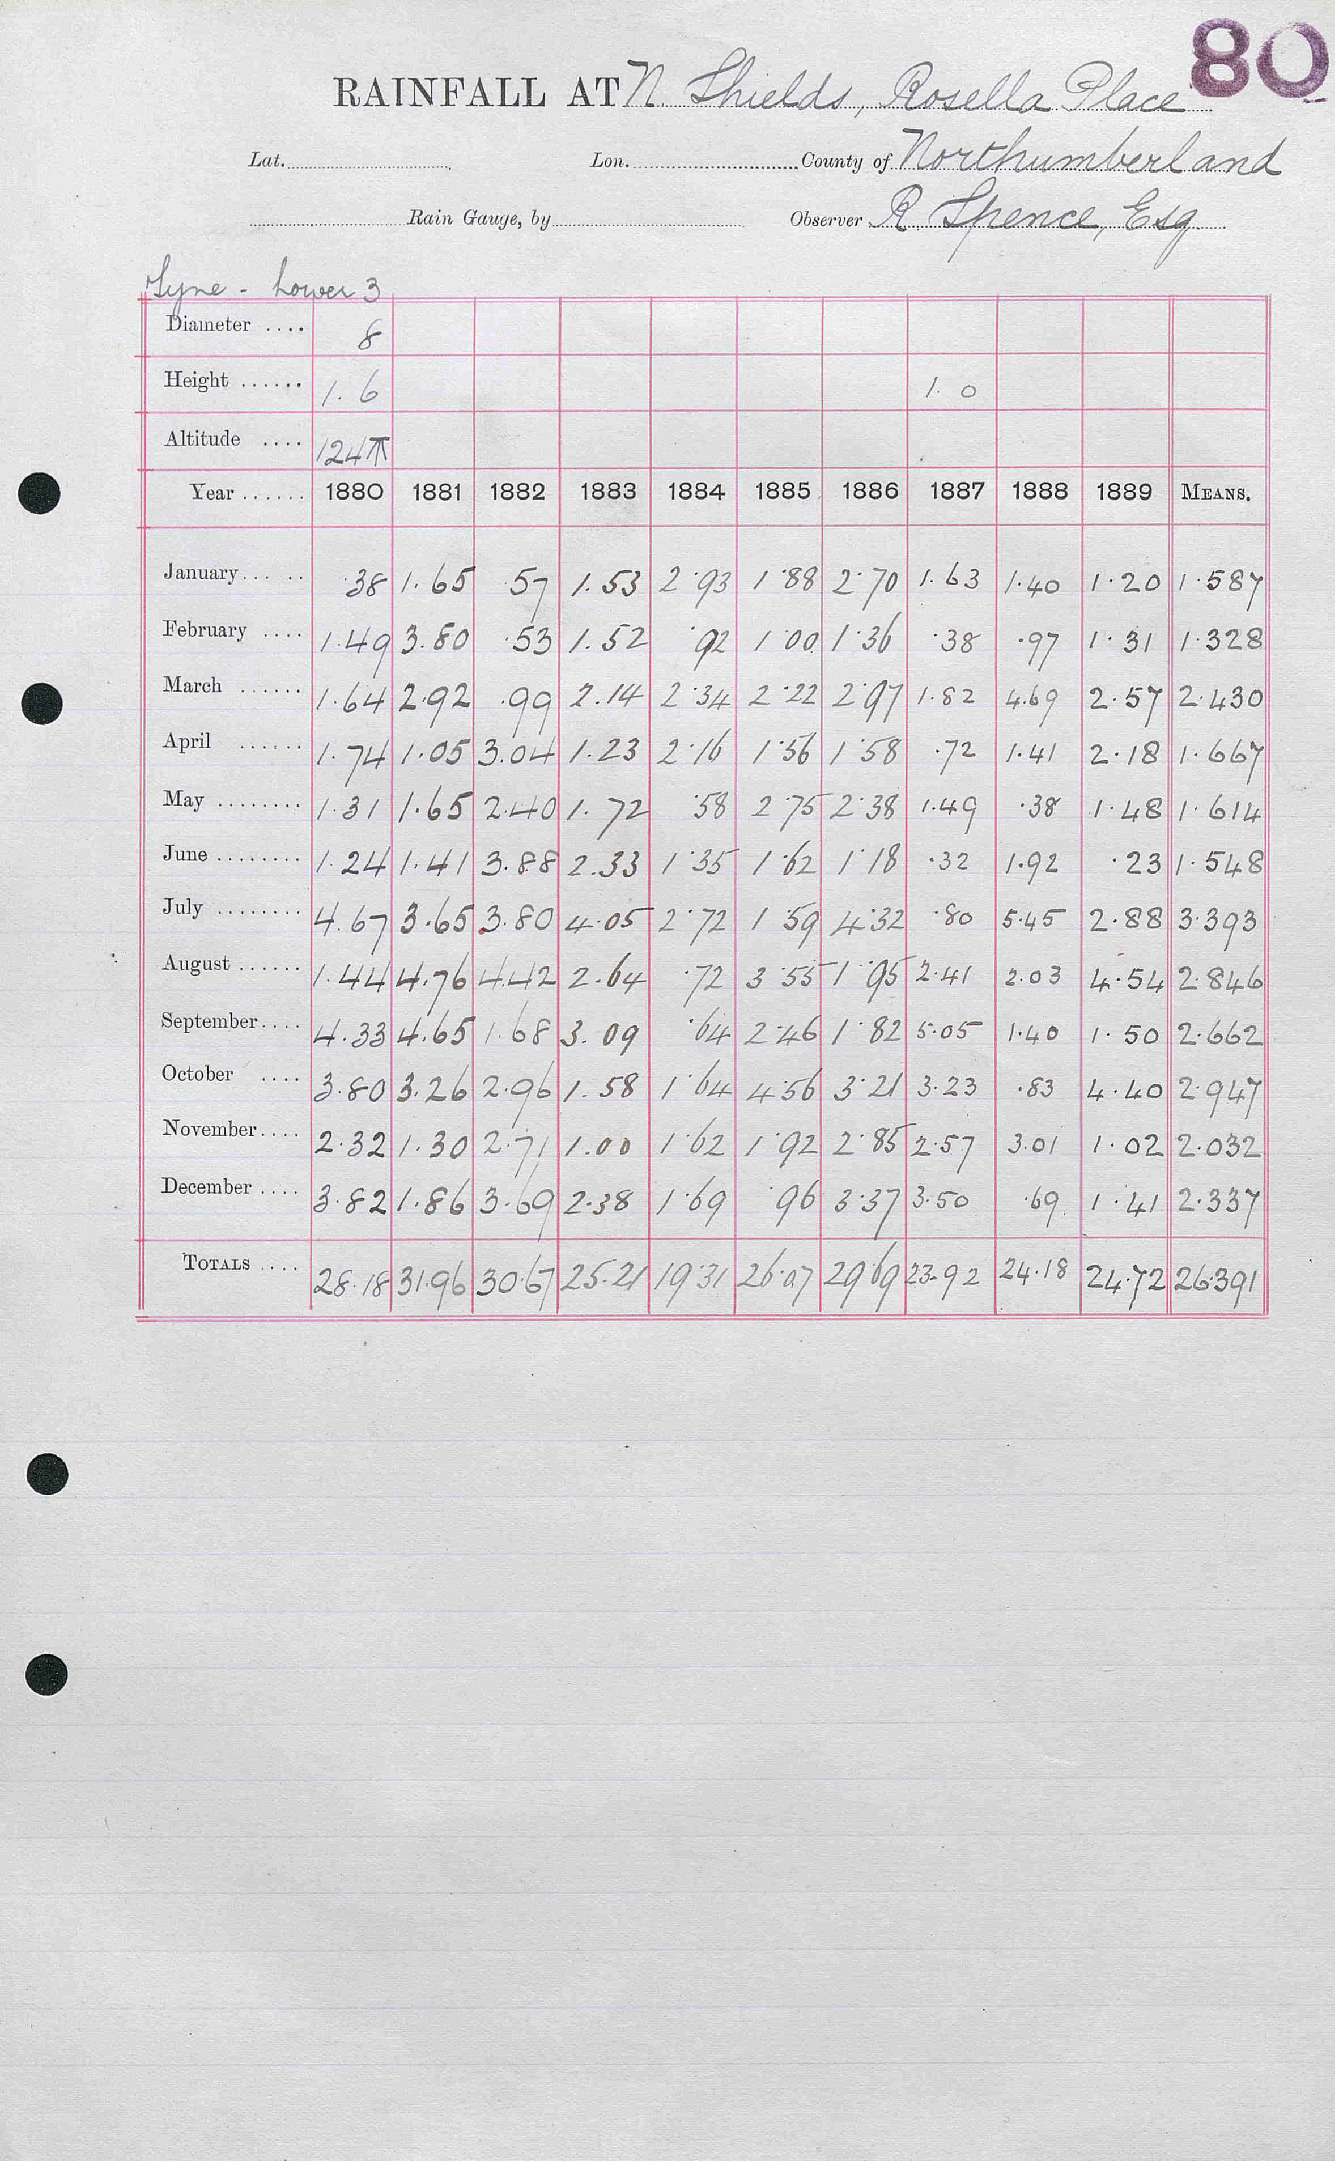 80
RAINFALL AT N. Shields, Rosella Place
Lat. Lon. County of Northumberland
Rain Gauge, by Observer R. Spence, Esq.
Tyne - Lower 3
Diameter .... 8
Height ...... 1. 6 1. 0
Altitude .... 124
Year ...... 1880 1881 1882 1883 1884 1885 1886 1887 1888 1889 MEANS.
January ..... .38 1.65 .57 1.53 2.93 1.88 2.70 1.63 1.40 1.20 1.587
February .... 1.49 3.80 .53 1.52 .92 1.00 1.36 .38 .97 1.31 1.328
March ...... 1.64 2.92 .99 2.14 2.34 2.22 2.97 1.82 4.69 2.57 2.430
April ...... 1.74 1.05 3.04 1.23 2.16 1.56 1.58 .72 1.41 2.18 1.667
May ........ 1.31 1.65 2.40 1.72 .58 2.75 2.38 1.49 .38 1.48 1.614
June ........ 1.24 1.41 3.88 2.33 1.35 1.62 1.18 .32 1.92 .23 1.548
July ........ 4.67 3.65 3.80 4.05 2.72 1.59 4.32 .80 5.45 2.88 3.393
August ...... 1.44 4.76 4.42 2.64 .72 3.55 1.95 2.41 2.03 4.54 2.846
September .... 4.33 4.65 1.68 3.09 .64 2.46 1.82 5.05 1.40 1.50 2.662
October .... 3.80 3.26 2.96 1.58 1.64 4.56 3.21 3.23 .83 4.40 2.947
November .... 2.32 1.30 2.71 1.00 1.62 1.92 2.85 2.57 3.01 1.02 2.032
December .... 3.82 1.86 3.69 2.38 1.69 .96 3.37 3.50 .69 1.41 2.337
TOTALS .... 28.18 31.96 30.67 25.21 19.31 26.07 29.69 23.92 24.18 24.72 26.391